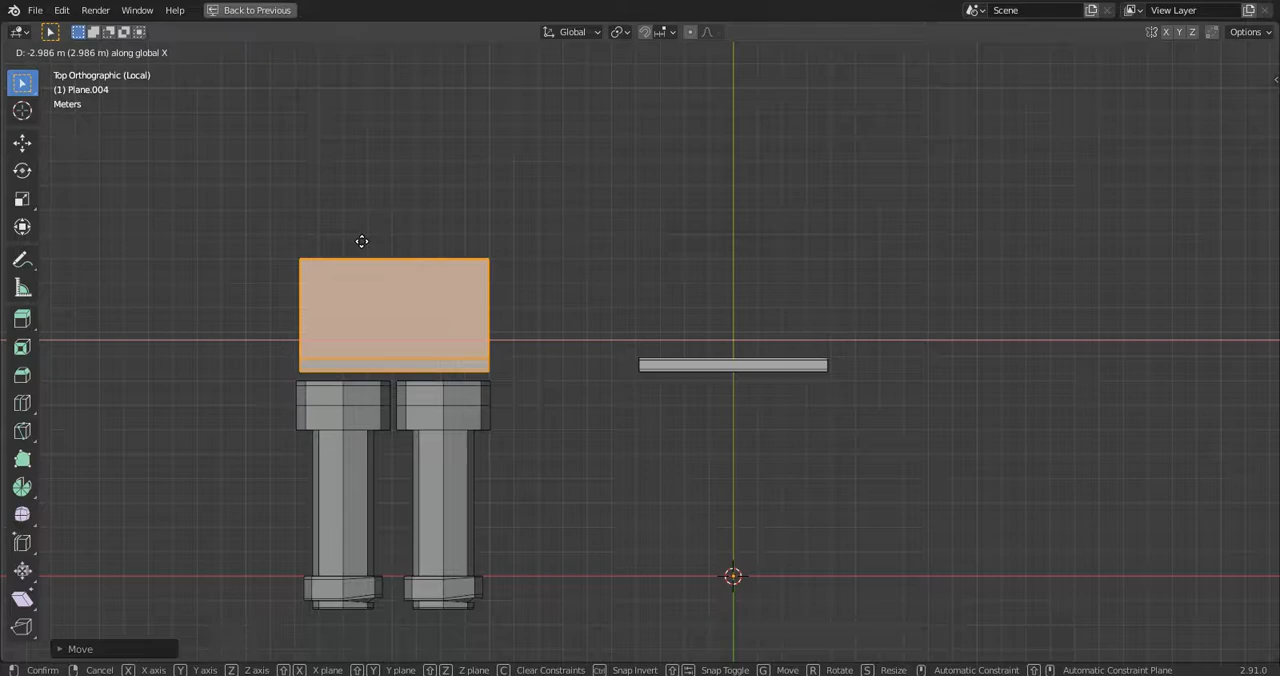 File Edit Render Window Help Back to Previous Scene View Layer
Global X Y Z Options
D: -2.986 m (2.986 m) along global X
Top Orthographic (Local)
(1) Plane.004
Meters
Move
Confirm Cancel X X axis Y Y axis Z Z axis X X plane Y Y plane Z Z plane C Clear Constraints Ctrl Snap Invert Snap Toggle G Move R Rotate S Resize Automatic Constraint Automatic Constraint Plane 2.91.0